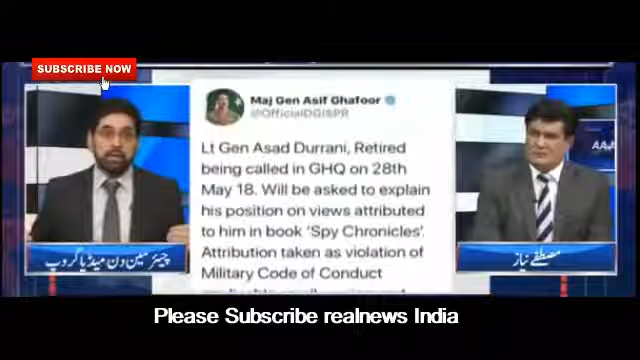 SUBSCRIBE NOW
Maj Gen Asif Ghafoor
@OfficialDGISPR
Lt Gen Asad Durrani, Retired
being called in GHQ on 28th
May 18. Will be asked to explain
his position on views attributed
to him in book ‘Spy Chronicles’.
Attribution taken as violation of
Military Code of Conduct
چیئرمین دن میڈیا گروپ
مصطفے نیاز
Please Subscribe realnews India